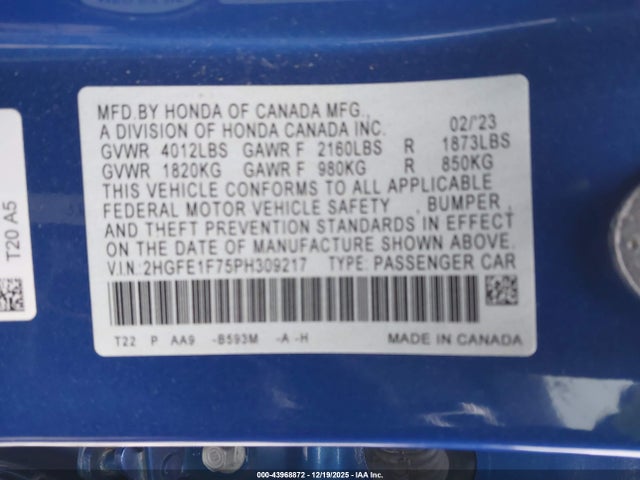 MFD.BY HONDA OF CANADA MFG.,
A DIVISION OF HONDA CANADA INC. 02/'23
GVWR 4012LBS GAWR F 2160LBS R 1873LBS
GVWR 1820KG GAWR F 980KG R 850KG
THIS VEHICLE CONFORMS TO ALL APPLICABLE
FEDERAL MOTOR VEHICLE SAFETY , BUMPER ,
AND THEFT PREVENTION STANDARDS IN EFFECT
ON THE DATE OF MANUFACTURE SHOWN ABOVE.
V.I.N: 2HGFE1F75PH309217 TYPE: PASSENGER CAR
T22 P AA9 -B593M -A -H MADE IN CANADA
T20 A5
000-43968872 - 12/19/2025 - IAA Inc.